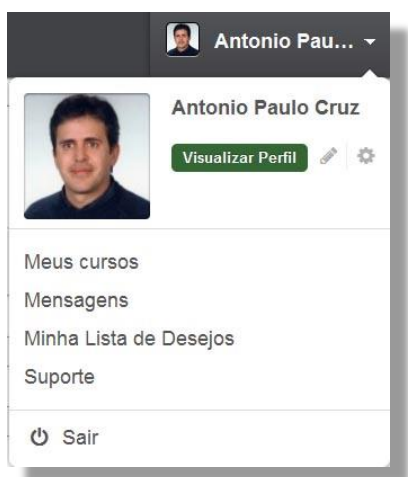 Antonio Pau...
Antonio Paulo Cruz
Visualizar Perfil
Meus cursos
Mensagens
Minha Lista de Desejos
Suporte
Sair